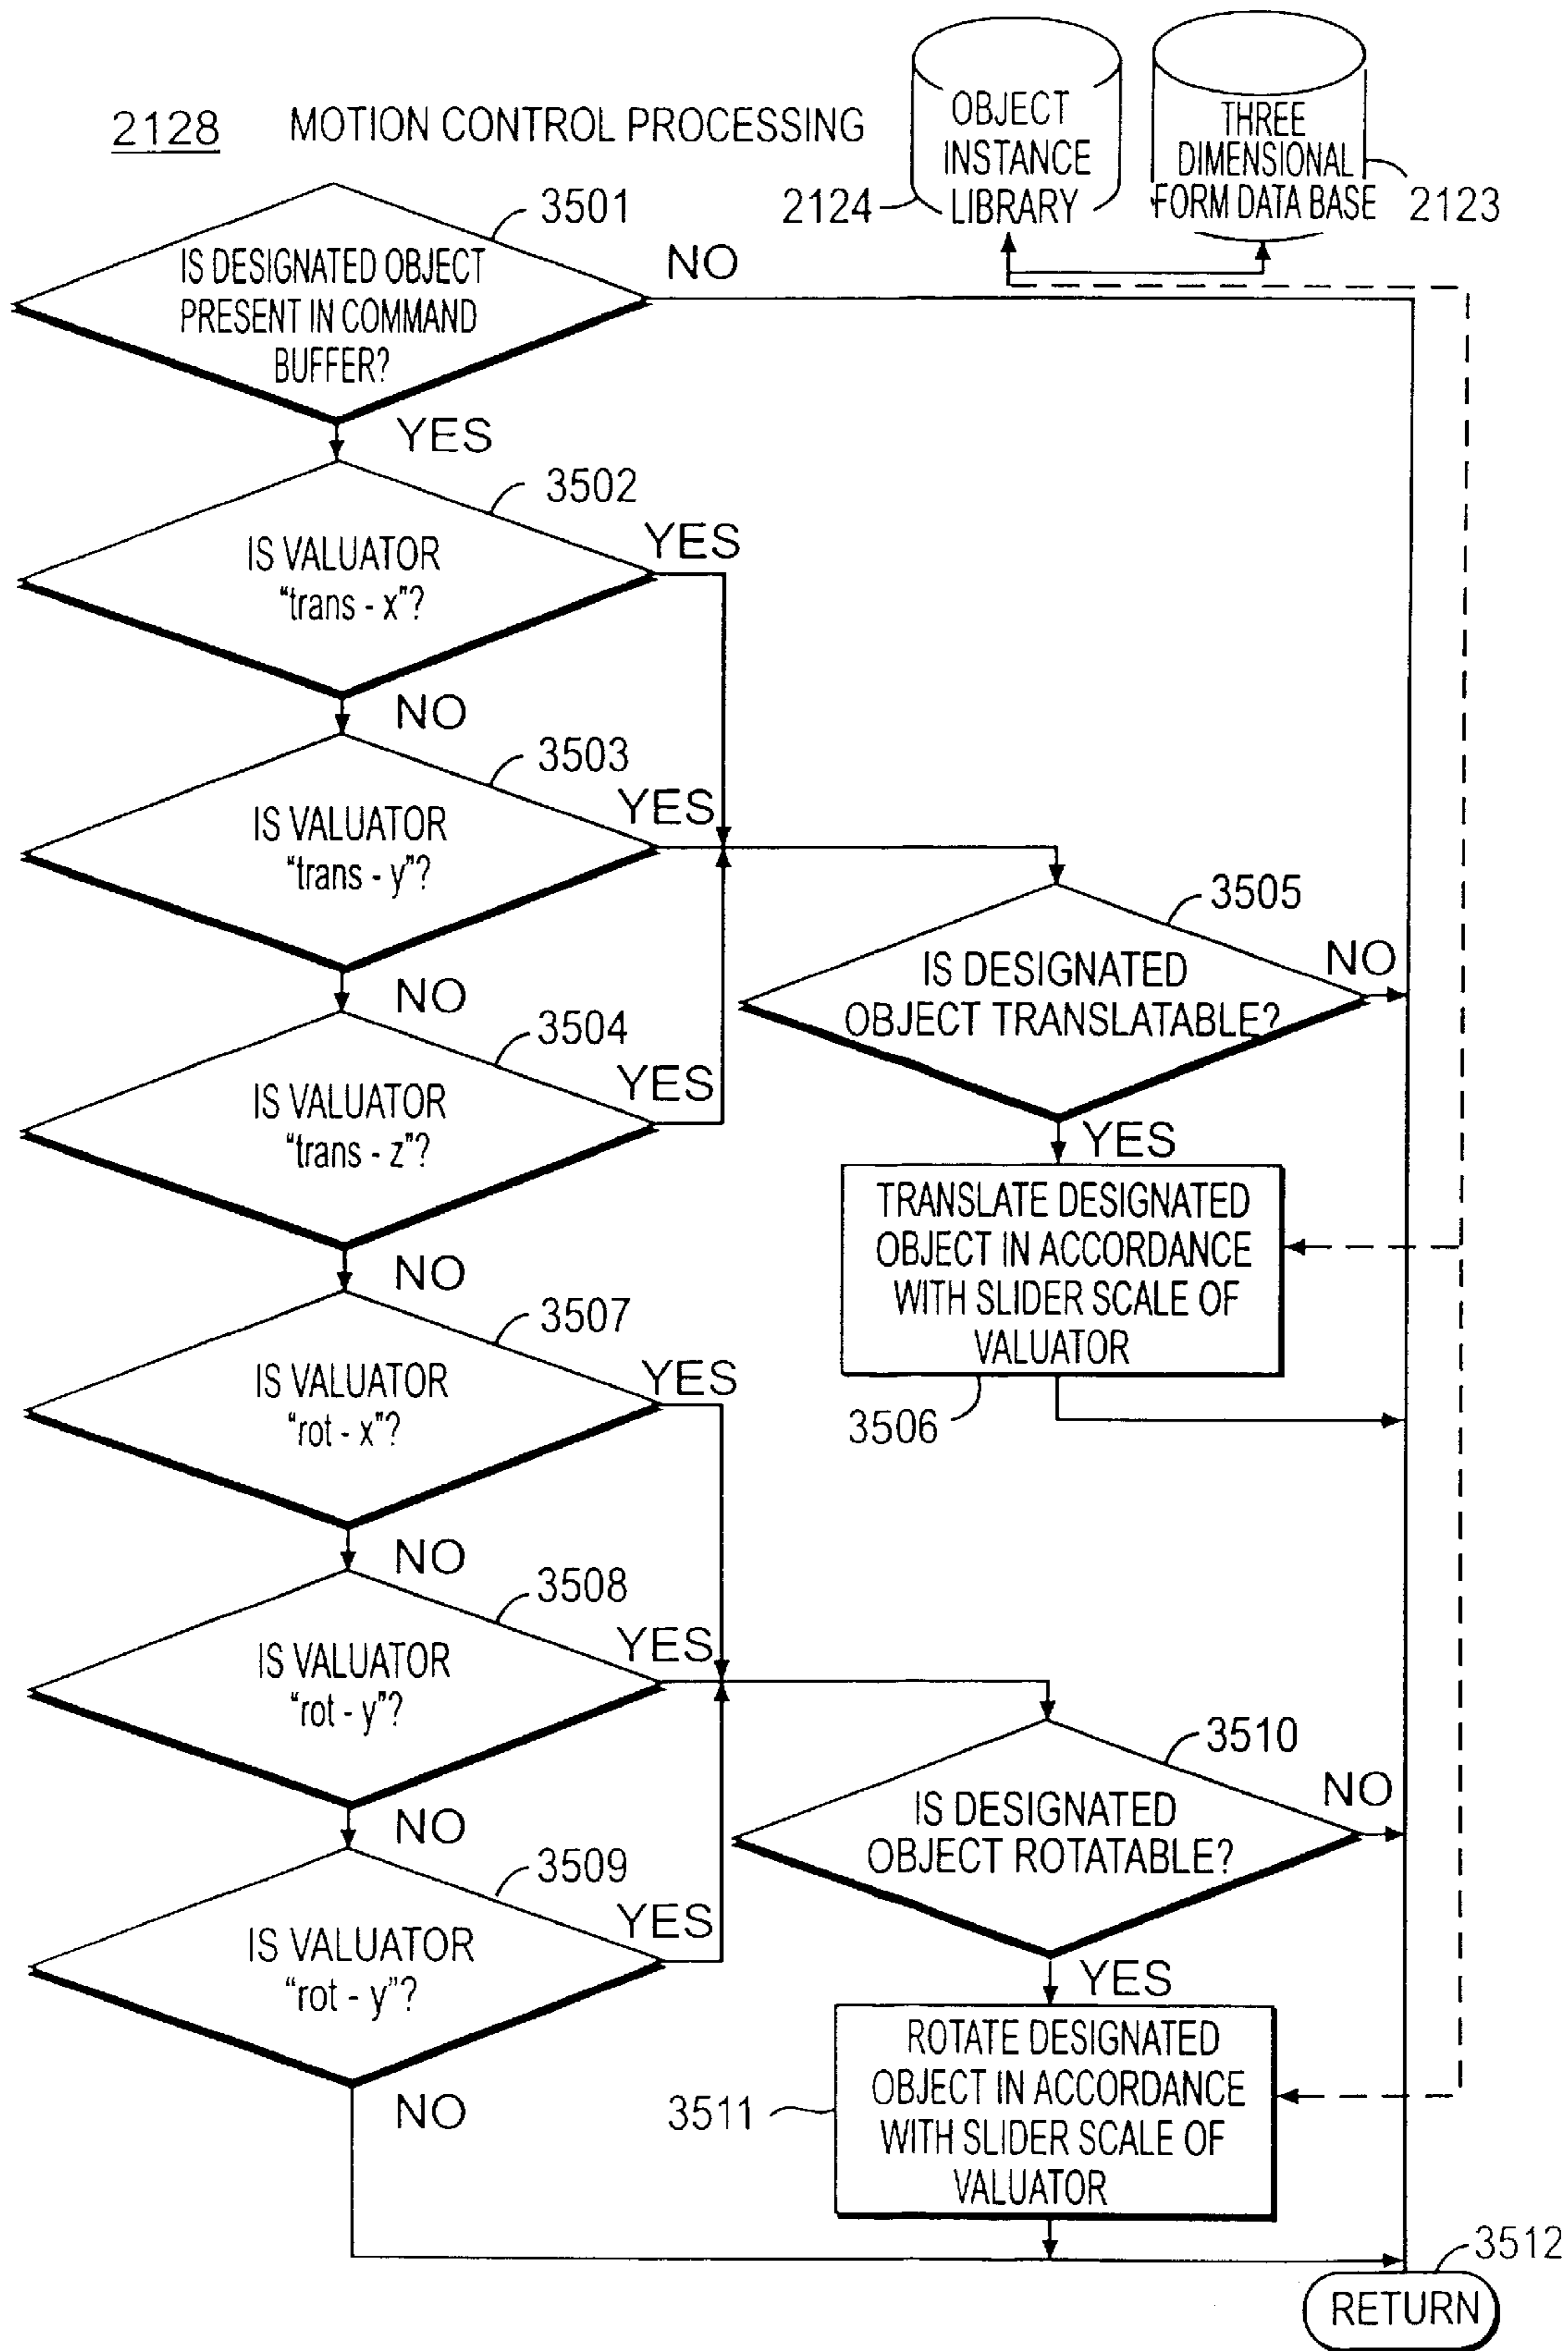 2128 MOTION CONTROL PROCESSING
OBJECT
INSTANCE
LIBRARY
2124
THREE
DIMENSIONAL
FORM DATA BASE
2123
3501
IS DESIGNATED OBJECT
PRESENT IN COMMAND
BUFFER?
NO
YES
3502
IS VALUATOR
“trans - x”?
YES
NO
3503
IS VALUATOR
“trans - y”?
YES
NO
3504
IS VALUATOR
“trans - z”?
YES
NO
3505
IS DESIGNATED
OBJECT TRANSLATABLE?
NO
YES
TRANSLATE DESIGNATED
OBJECT IN ACCORDANCE
WITH SLIDER SCALE OF
VALUATOR
3506
3507
IS VALUATOR
“rot - x”?
YES
NO
3508
IS VALUATOR
“rot - y”?
YES
NO
3509
IS VALUATOR
“rot - y”?
YES
NO
3510
IS DESIGNATED
OBJECT ROTATABLE?
NO
YES
ROTATE DESIGNATED
OBJECT IN ACCORDANCE
WITH SLIDER SCALE OF
VALUATOR
3511
3512
RETURN